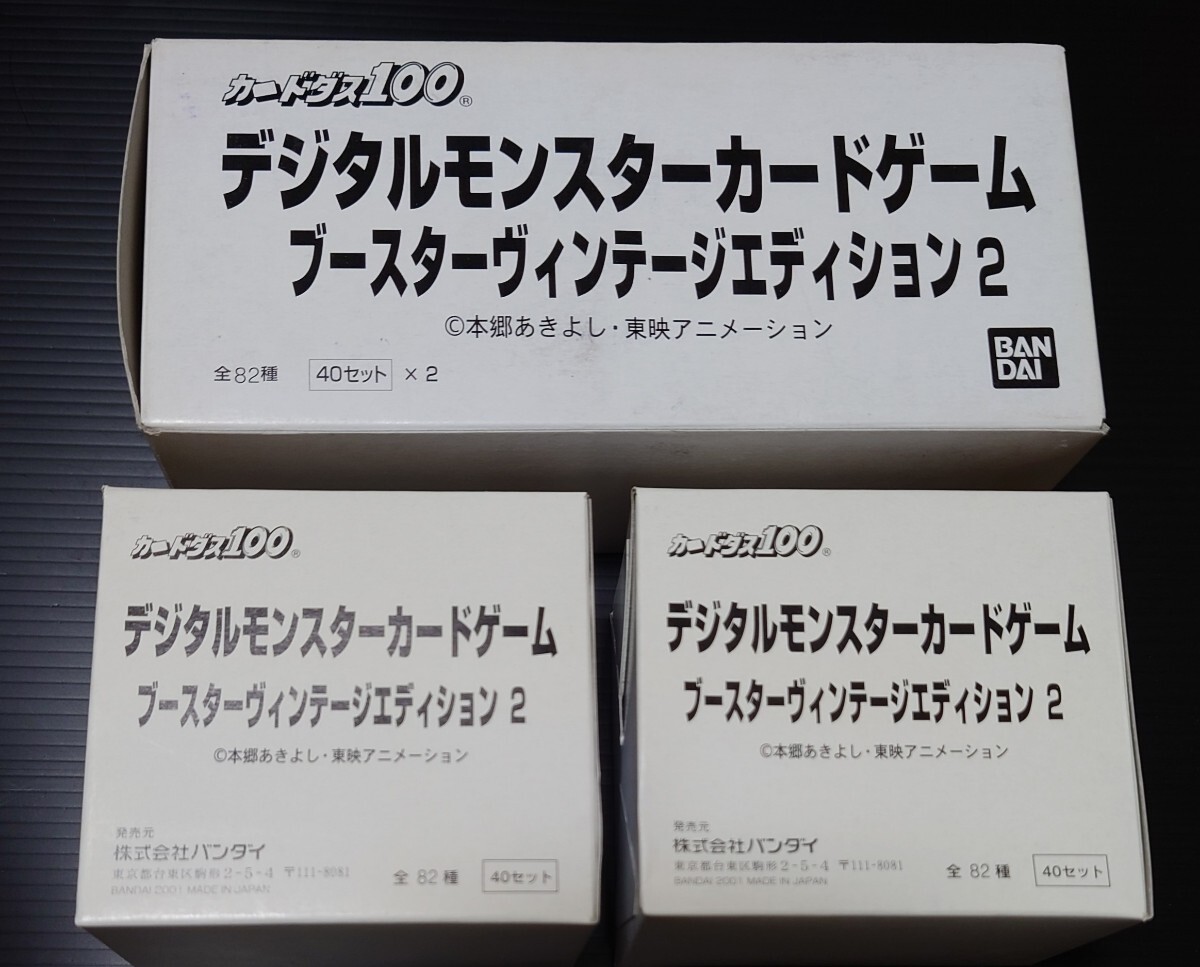 カードダス100®
デジタルモンスターカードゲーム
ブースターヴィンテージエディション2
©本郷あきよし・東映アニメーション
全82種 40セット ×2
BAN
DAI
カードダス100®
デジタルモンスターカードゲーム
ブースターヴィンテージエディション 2
©本郷あきよし・東映アニメーション
発売元
株式会社バンダイ
東京都台東区駒形2-5-4 〒111-8081
BANDAI 2001 MADE IN JAPAN
全82種 40セット
カードダス100®
デジタルモンスターカードゲーム
ブースターヴィンテージエディション 2
©本郷あきよし・東映アニメーション
発売元
株式会社バンダイ
東京都台東区駒形2-5-4 〒111-8081
BANDAI 2001 MADE IN JAPAN
全82種 40セット